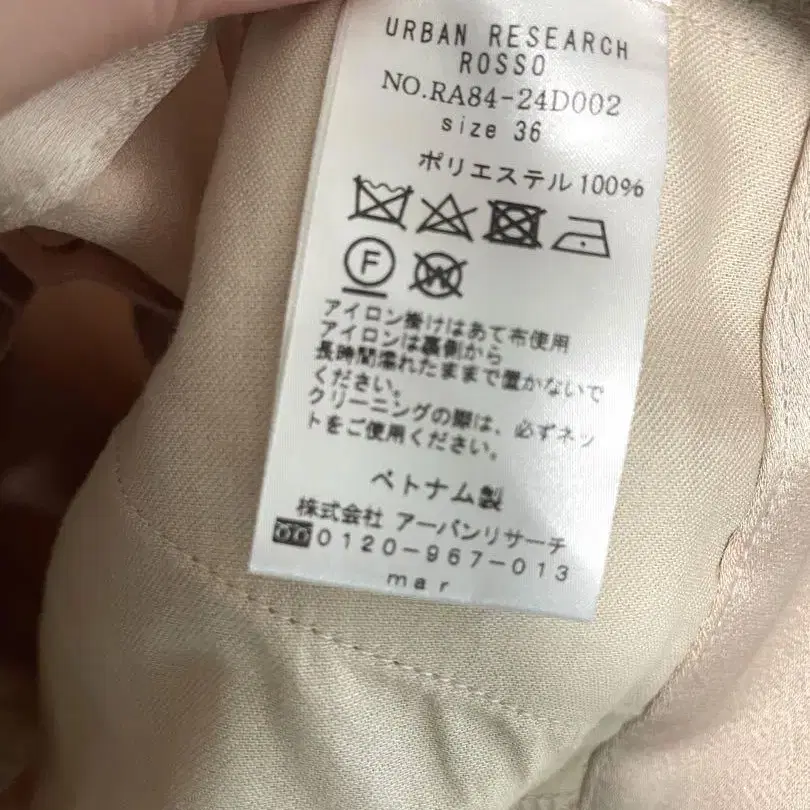 URBAN RESEARCH
ROSSO
NO.RA84-24D002
size 36
ポリエステル100%
F W
アイロン掛けはあて布使用
アイロンは裏側から
長時間濡れたままで置かないで
ください。
クリーニングの際は、必ずネッ
トをご使用ください。
ベトナム製
株式会社 アーバンリサーチ
0120-967-013
mar